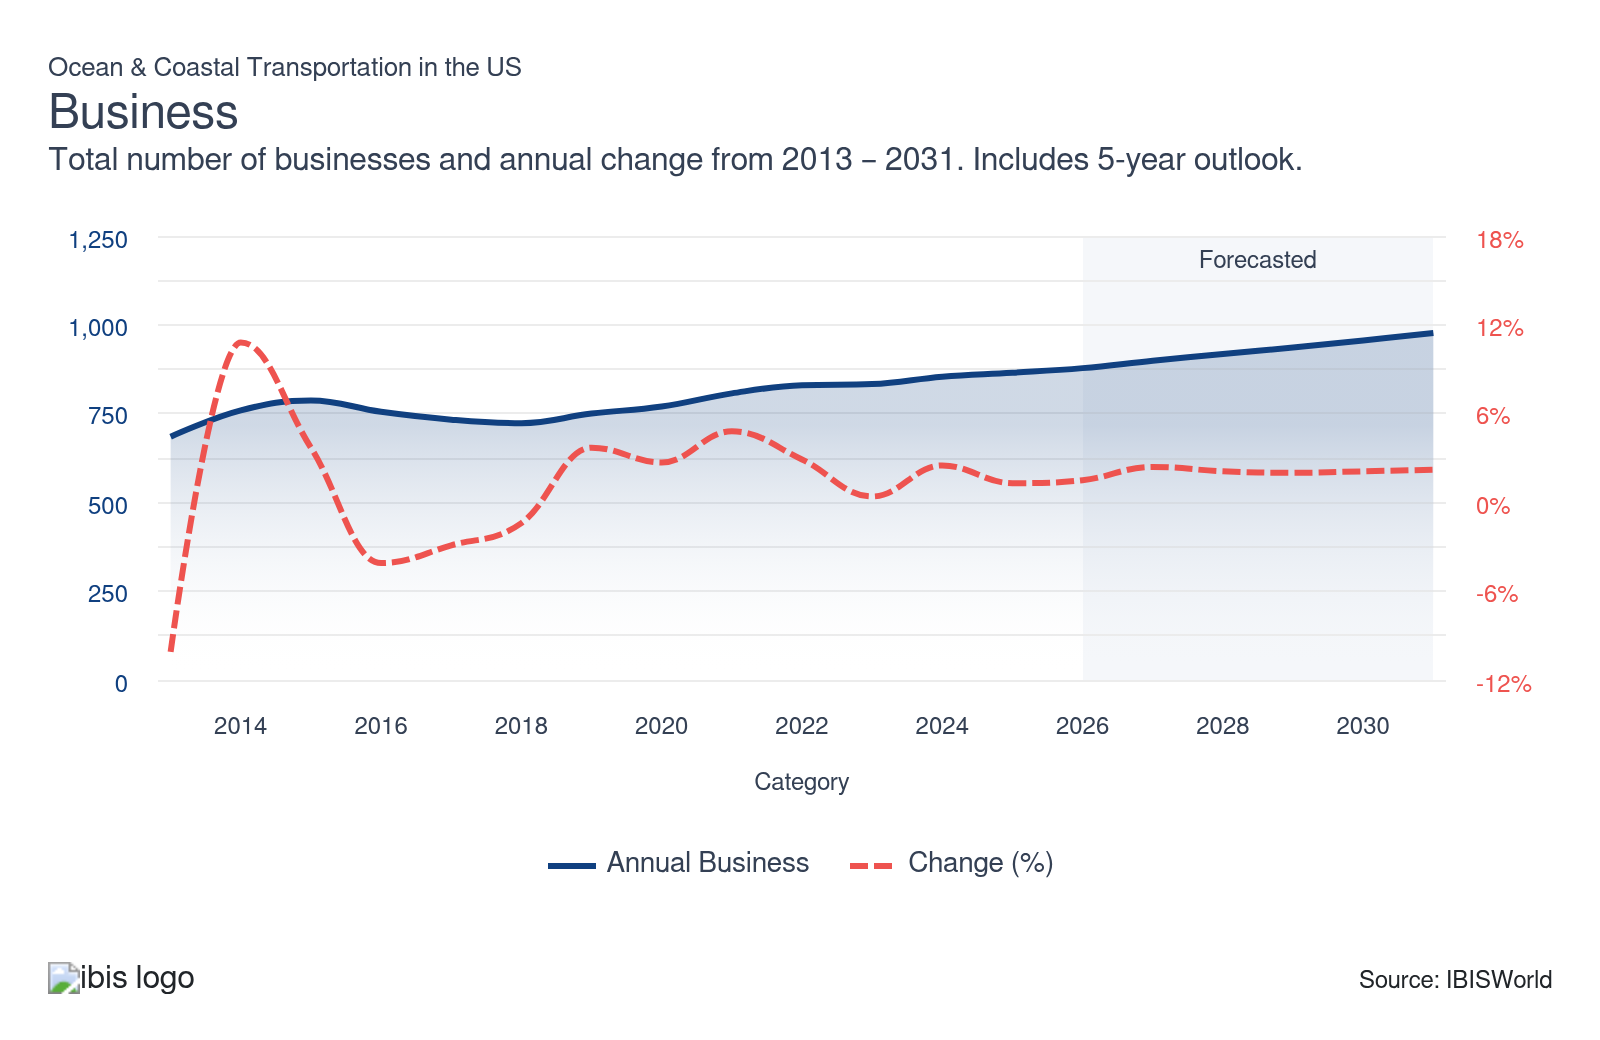 Ocean & Coastal Transportation in the US
Business
Total number of businesses and annual change from 2013 – 2031. Includes 5-year outlook.
1,250
18%
Forecasted
1,000
12%
750
6%
500
0%
250
-6%
0
-12%
2014 2016 2018 2020 2022 2024 2026 2028 2030
Category
Annual Business Change (%)
ibis logo
Source: IBISWorld